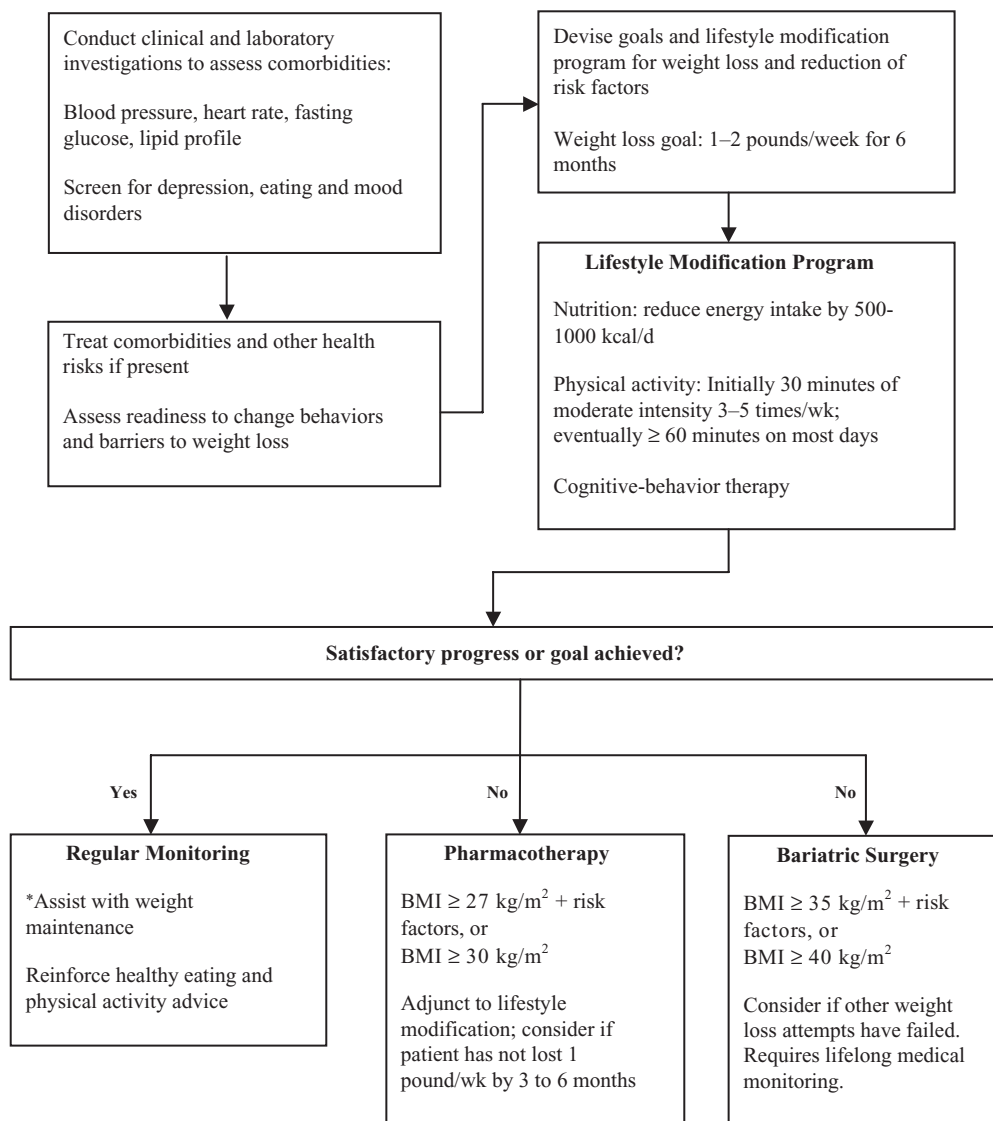 Conduct clinical and laboratory
investigations to assess comorbidities:
Blood pressure, heart rate, fasting
glucose, lipid profile
Screen for depression, eating and mood
disorders
Treat comorbidities and other health
risks if present
Assess readiness to change behaviors
and barriers to weight loss
Devise goals and lifestyle modification
program for weight loss and reduction of
risk factors
Weight loss goal: 1–2 pounds/week for 6
months
Lifestyle Modification Program
Nutrition: reduce energy intake by 500-
1000 kcal/d
Physical activity: Initially 30 minutes of
moderate intensity 3–5 times/wk;
eventually ≥ 60 minutes on most days
Cognitive-behavior therapy
Satisfactory progress or goal achieved?
Yes
No
No
Regular Monitoring
*Assist with weight
maintenance
Reinforce healthy eating and
physical activity advice
Pharmacotherapy
BMI ≥ 27 kg/m² + risk
factors, or
BMI ≥ 30 kg/m²
Adjunct to lifestyle
modification; consider if
patient has not lost 1
pound/wk by 3 to 6 months
Bariatric Surgery
BMI ≥ 35 kg/m² + risk
factors, or
BMI ≥ 40 kg/m²
Consider if other weight
loss attempts have failed.
Requires lifelong medical
monitoring.